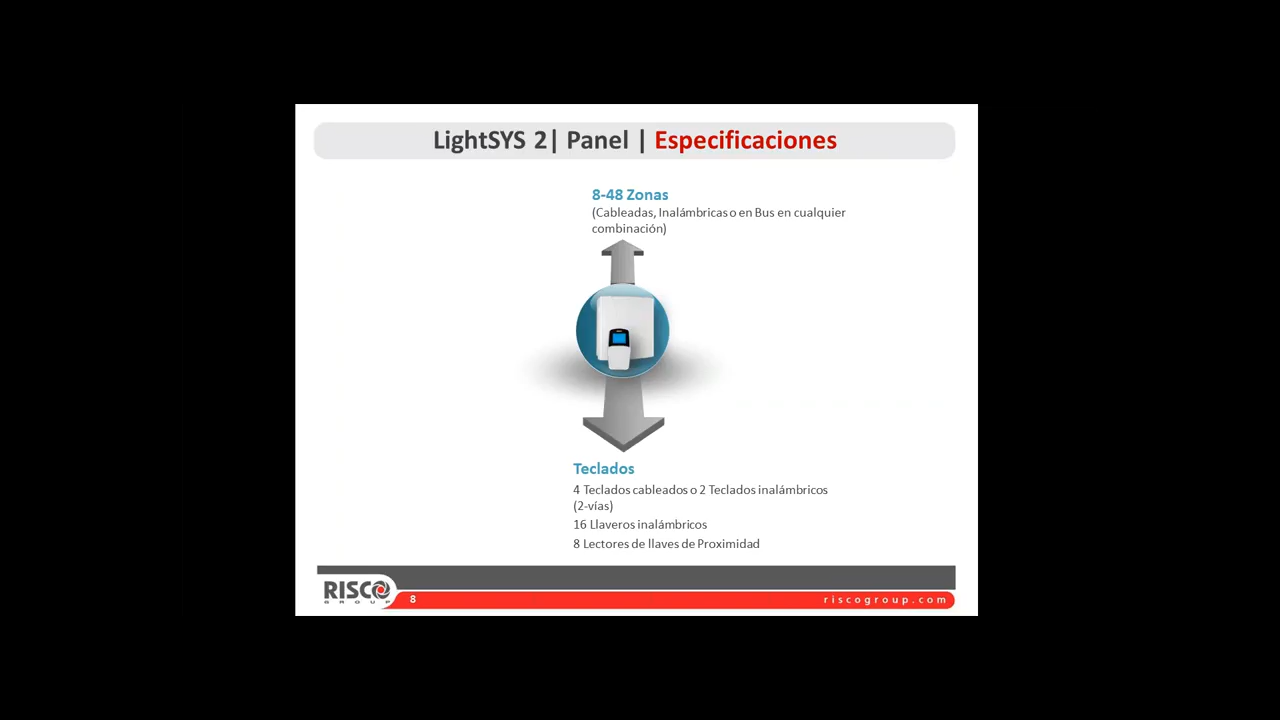 LightSYS 2| Panel | Especificaciones
8-48 Zonas
(Cableadas, Inalámbricas o en Bus en cualquier
combinación)
Teclados
4 Teclados cableados o 2 Teclados inalámbricos
(2-vías)
16 Llaveros inalámbricos
8 Lectores de llaves de Proximidad
RISCO
GROUP
8
riscogroup.com